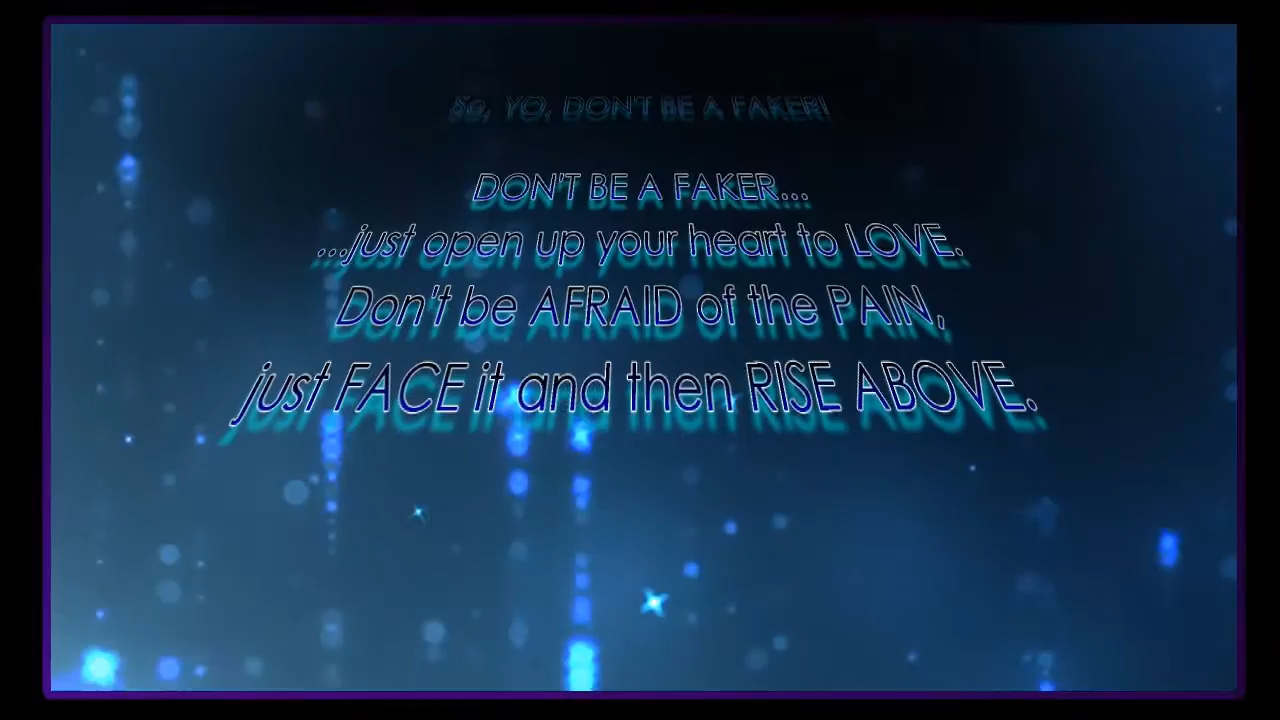 So, YO, DON'T BE A FAKER!
DON'T BE A FAKER...
...just open up your heart to LOVE.
Don't be AFRAID of the PAIN,
just FACE it and then RISE ABOVE.